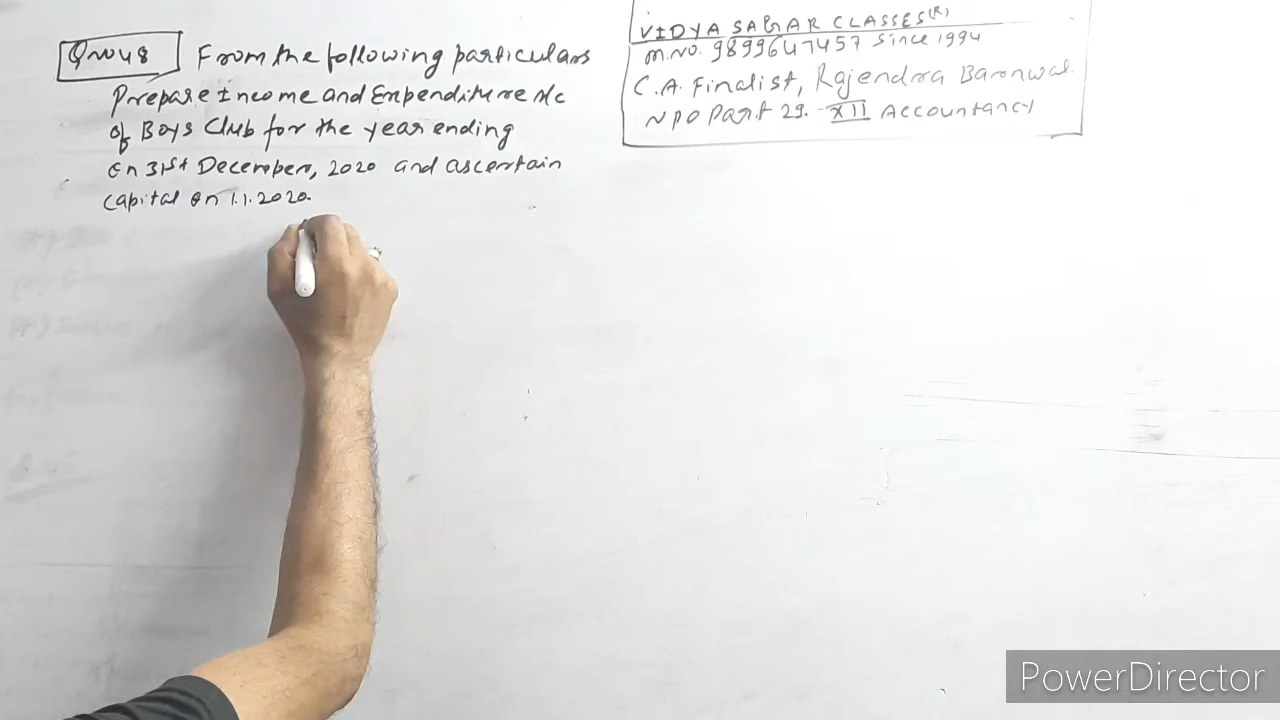 Q.NO 48 From the following particulars
Prepare Income and Expenditure A/c
of Boys Club for the year ending
on 31st December, 2020 and ascertain
capital on 1.1.2020.
VIDYA SAGAR CLASSES(R)
M.NO. 9899647457 Since 1994
C.A. Finalist, Rajendra Baronwal.
NPO Part 29. XII Accountancy
PowerDirector